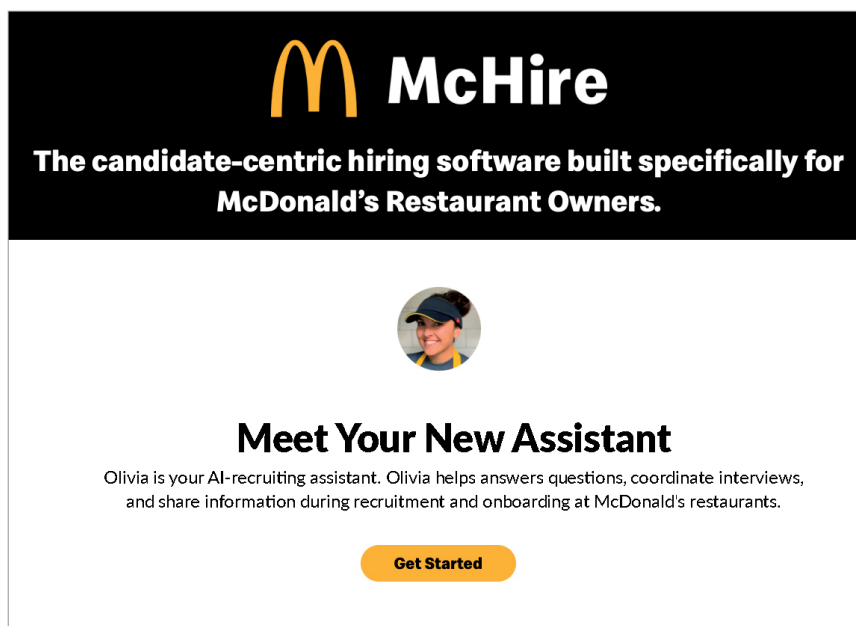 McHire
The candidate-centric hiring software built specifically for
McDonald's Restaurant Owners.
Meet Your New Assistant
Olivia is your AI-recruiting assistant. Olivia helps answers questions, coordinate interviews,
and share information during recruitment and onboarding at McDonald's restaurants.
Get Started